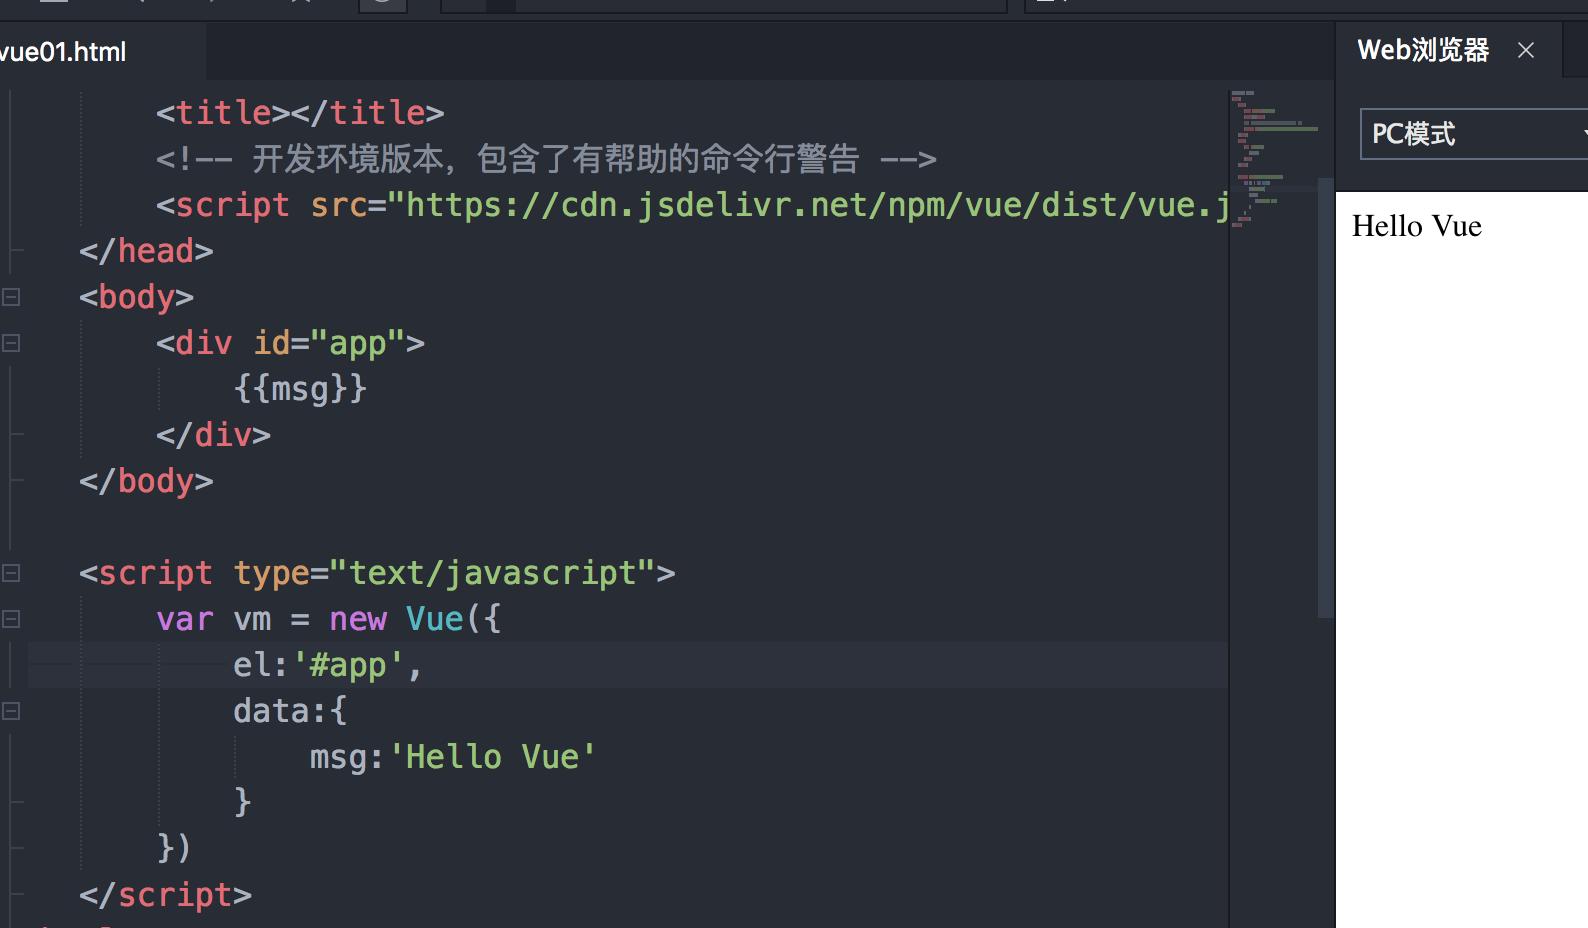 vue01.html
<title></title>
<!-- 开发环境版本，包含了有帮助的命令行警告 -->
<script src="https://cdn.jsdelivr.net/npm/vue/dist/vue.j
</head>
<body>
<div id="app">
{{msg}}
</div>
</body>
<script type="text/javascript">
var vm = new Vue({
el:'#app',
data:{
msg:'Hello Vue'
}
})
</script>
Web浏览器
PC模式
Hello Vue